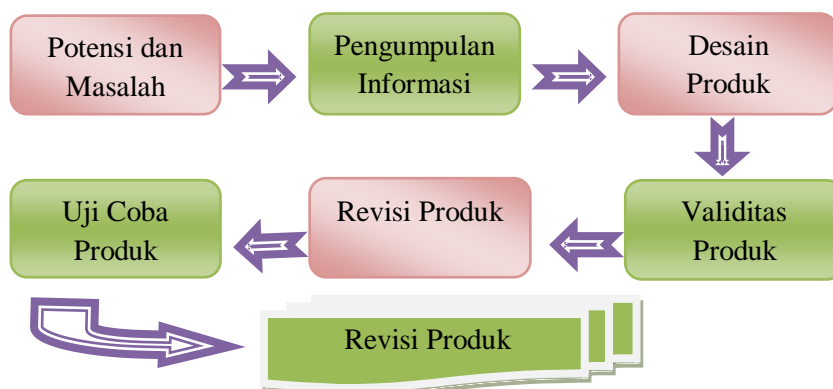 Potensi dan
Masalah
Pengumpulan
Informasi
Desain
Produk
Validitas
Produk
Revisi Produk
Uji Coba
Produk
Revisi Produk